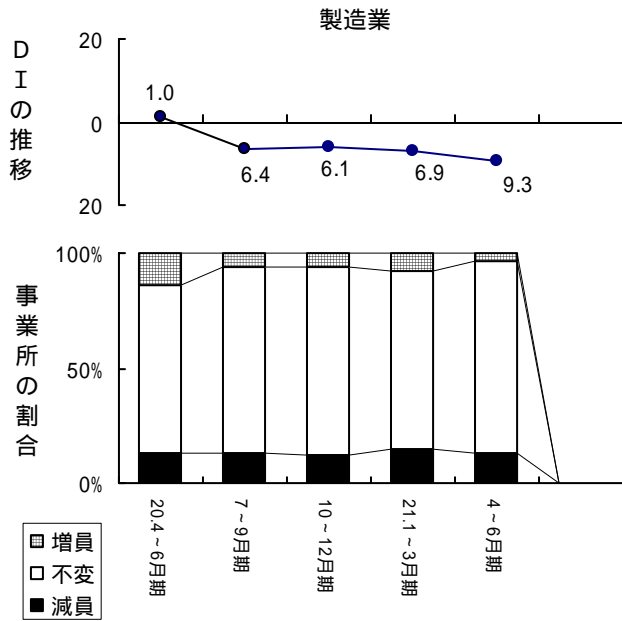 製造業
DIの推移
20
0
20
1.0
6.4
6.1
6.9
9.3
事業所の割合
100%
50%
0%
20.4～6月期
7～9月期
10～12月期
21.1～3月期
4～6月期
増員
不変
減員